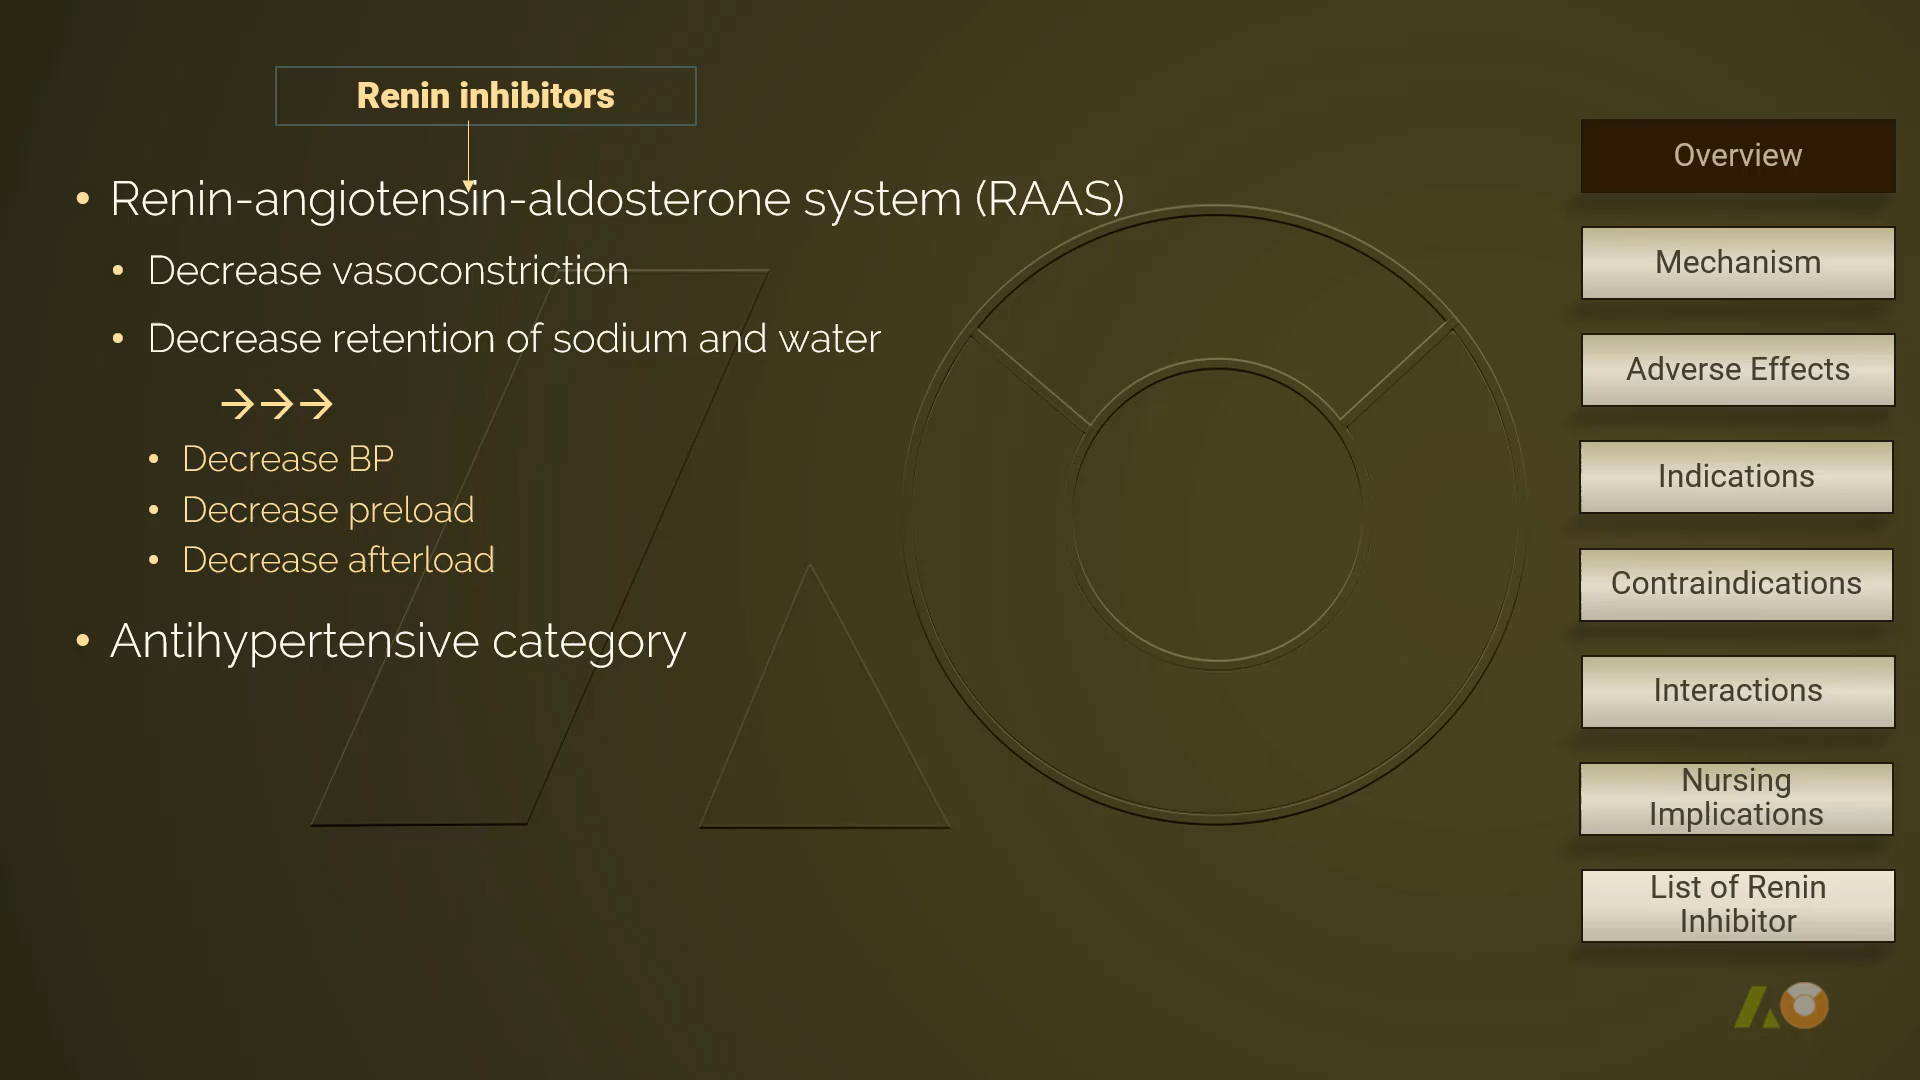 Renin inhibitors
• Renin-angiotensin-aldosterone system (RAAS)
• Decrease vasoconstriction
• Decrease retention of sodium and water
→→→
• Decrease BP
• Decrease preload
• Decrease afterload
• Antihypertensive category
Overview
Mechanism
Adverse Effects
Indications
Contraindications
Interactions
Nursing
Implications
List of Renin
Inhibitor